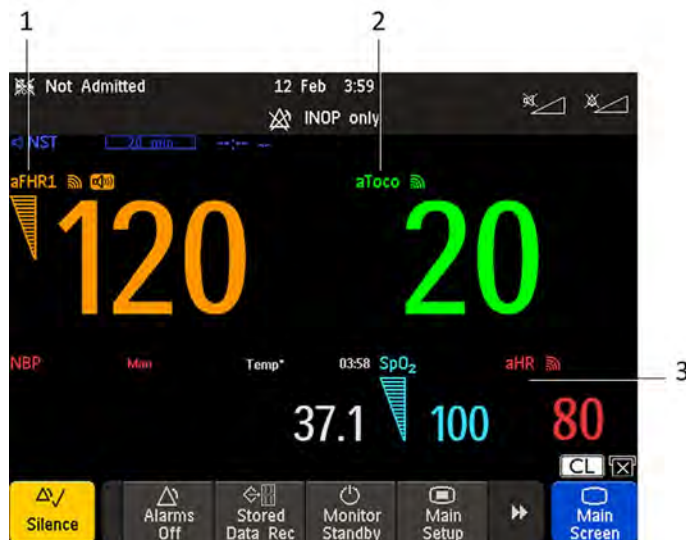 1 2
Not Admitted 12 Feb 3:59
INOP only
NST 20 min --:-- --
aFHR1 aToco
120 20
NBP Man Temp* 03:58 SpO₂ aHR 3
37.1 100 80
CL
Silence Alarms Off Stored Data Rec Monitor Standby Main Setup Main Screen